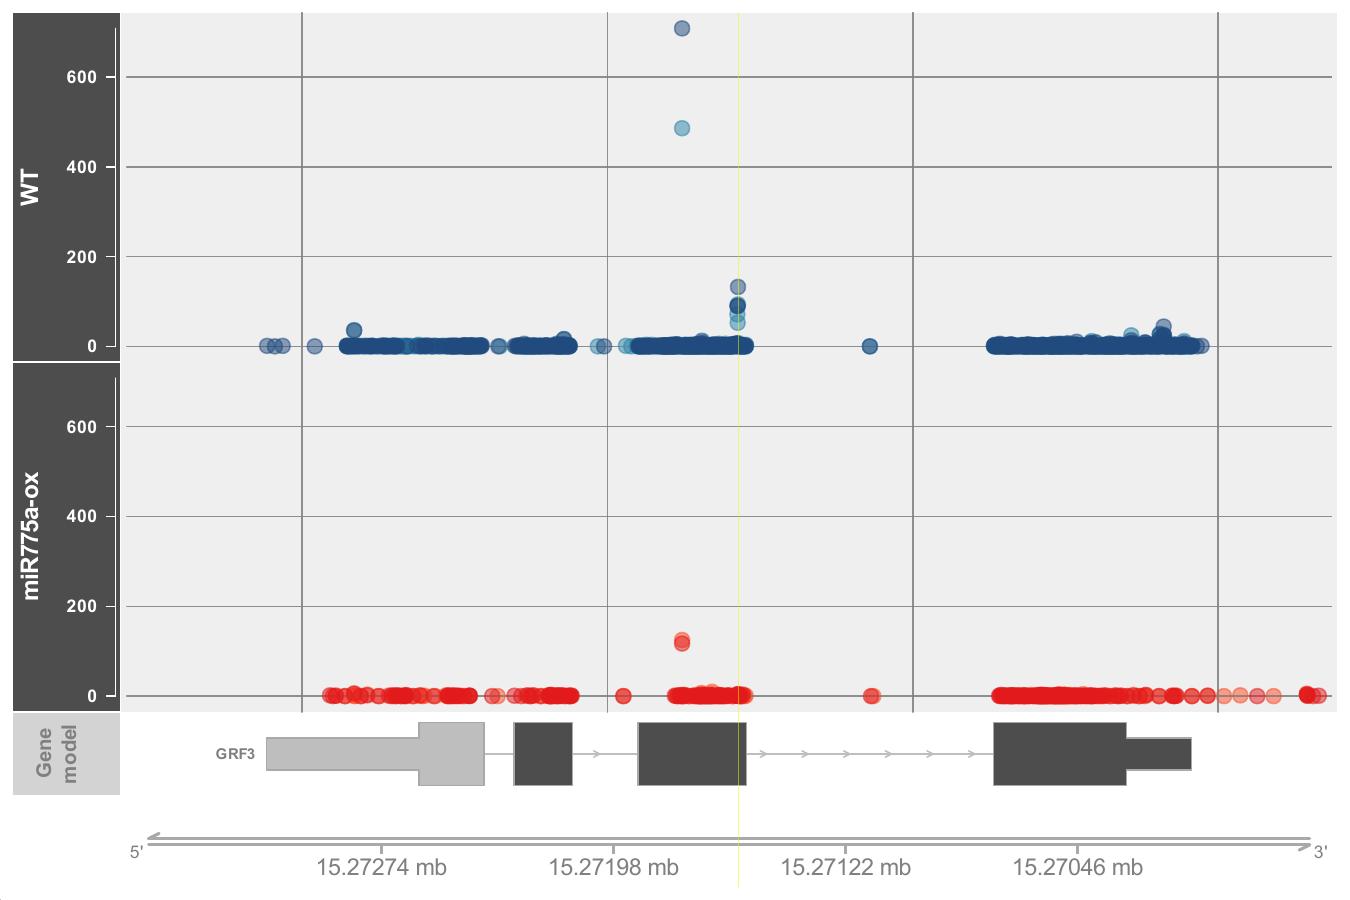 WT
600
400
200
0
miR775a-ox
600
400
200
0
Gene
model
GRF3
5'
3'
15.27274 mb
15.27198 mb
15.27122 mb
15.27046 mb